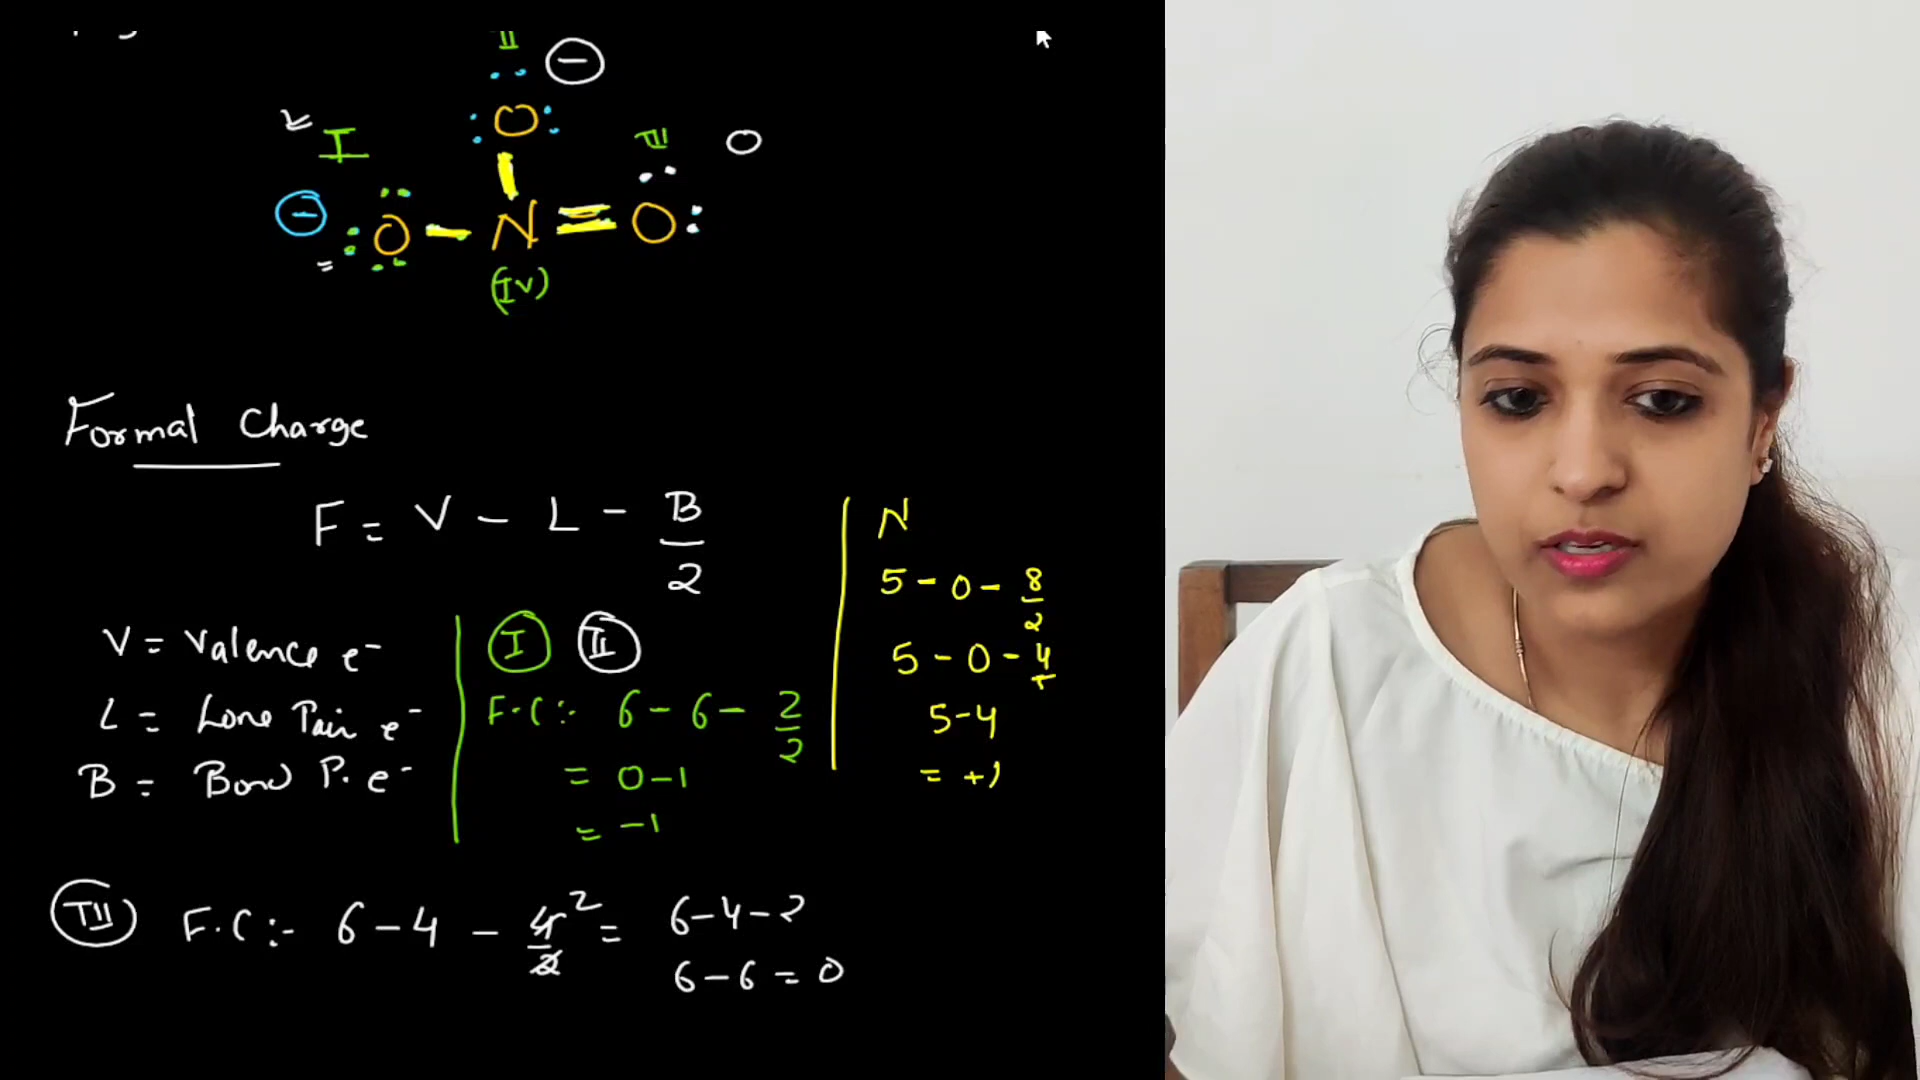 II
:O: −
I
III O
− :O − N = O:
(IV)
Formal Charge
F = V − L − B/2
V = Valence e−
L = Lone Pair e−
B = Bond P. e−
I II
F.C :- 6 − 6 − 2/2
= 0 − 1
= −1
N
5 − 0 − 8/2
5 − 0 − 4
5 − 4
= +1
III F.C :- 6 − 4 − 4/2 2 = 6 − 4 − 2
6 − 6 = 0